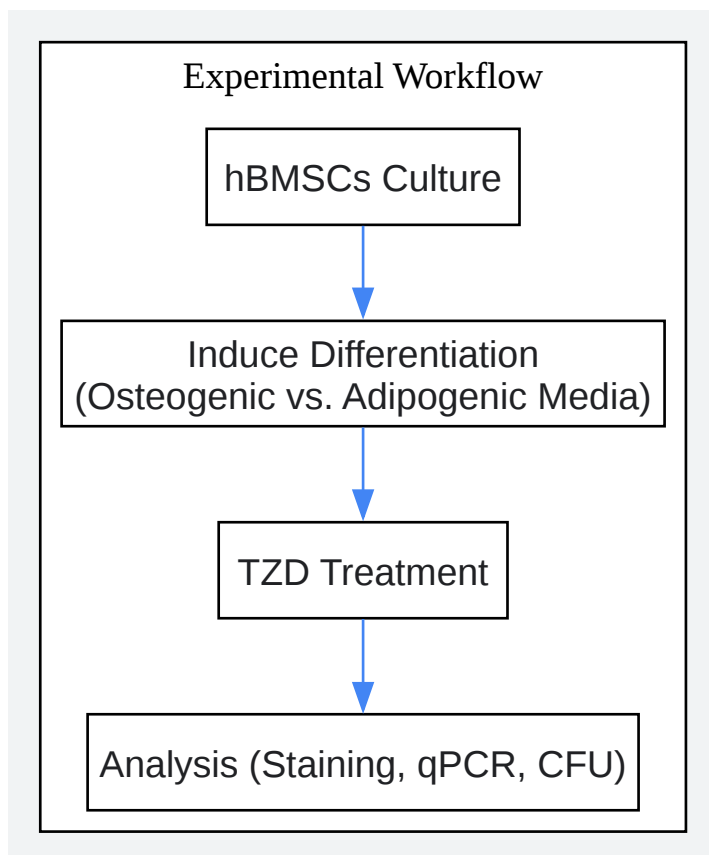 Experimental Workflow
hBMSCs Culture
Induce Differentiation
(Osteogenic vs. Adipogenic Media)
TZD Treatment
Analysis (Staining, qPCR, CFU)